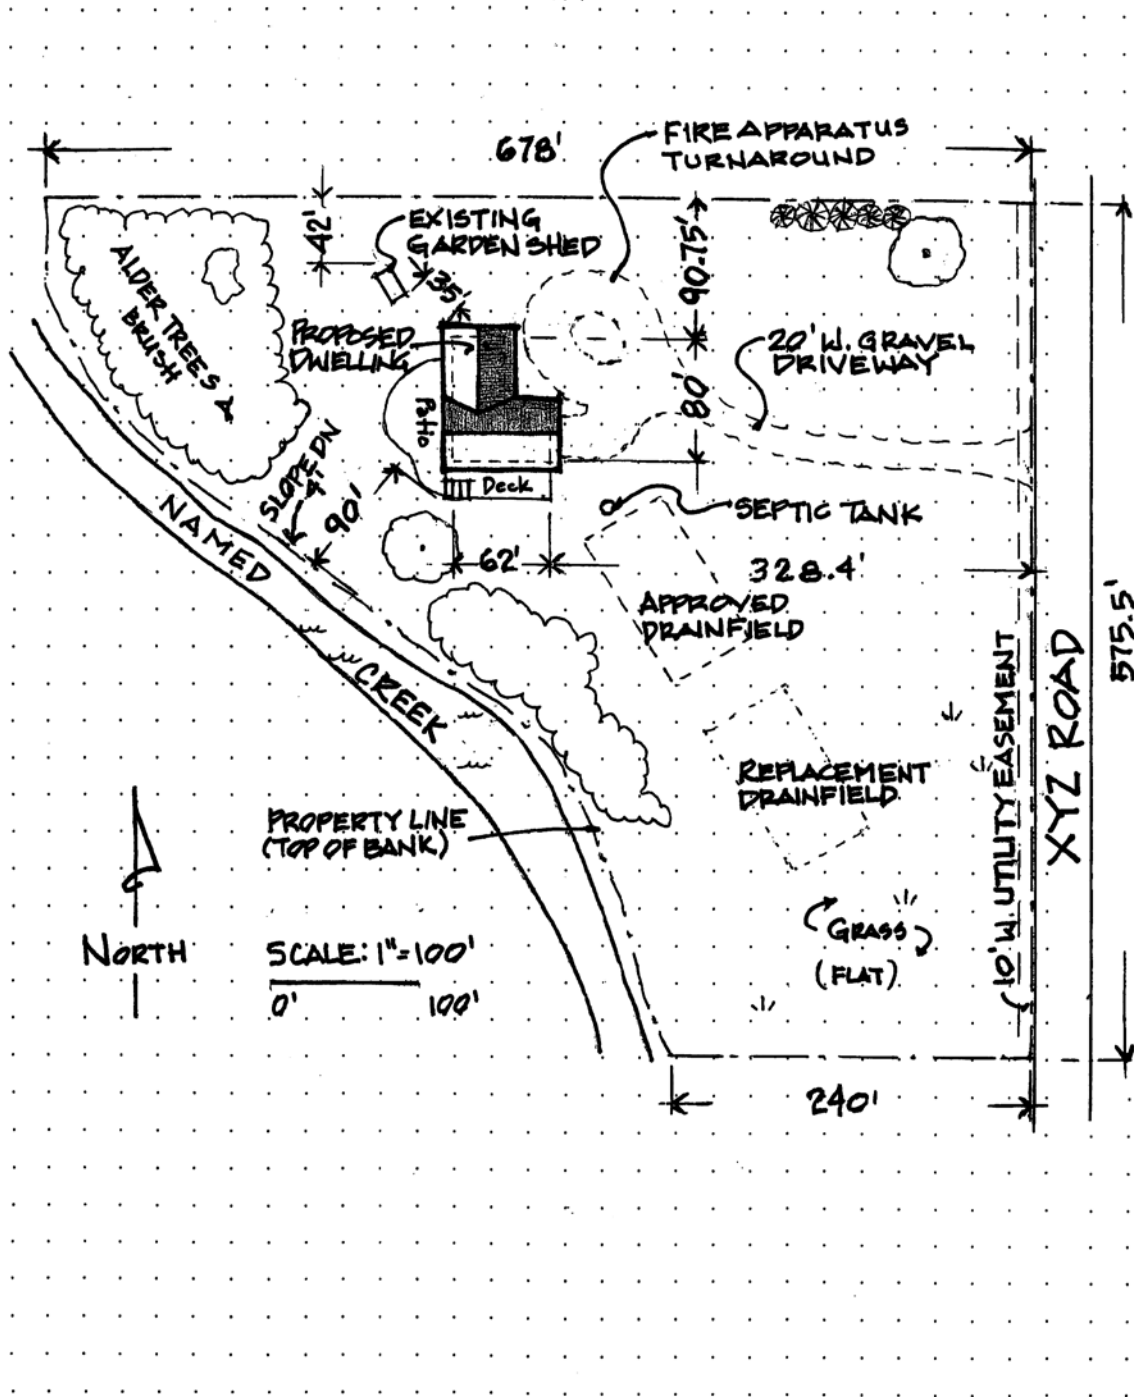 678'
FIRE APPARATUS
TURNAROUND
42'
EXISTING
GARDEN SHED
35'
90.75'
ALDER TREES &
BRUSH
PROPOSED
DWELLING
20' W. GRAVEL
DRIVEWAY
80'
Patio
SLOPE DN
4'
90'
Deck
SEPTIC TANK
NAMED
CREEK
62'
328.4'
APPROVED
DRAINFIELD
575.5'
XYZ ROAD
10' W. UTILITY EASEMENT
REPLACEMENT
DRAINFIELD
PROPERTY LINE
(TOP OF BANK)
GRASS
(FLAT)
NORTH
SCALE: 1"=100'
0' 100'
240'